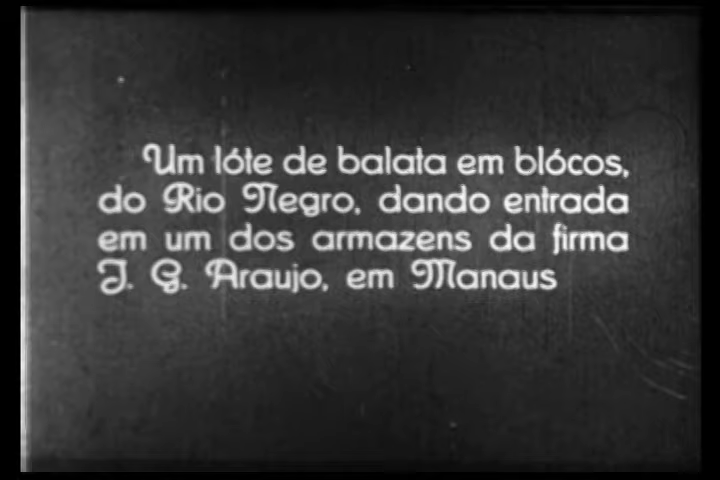 Um lóte de balata em blócos,
do Rio Negro, dando entrada
em um dos armazens da firma
J. G. Araujo, em Manaus